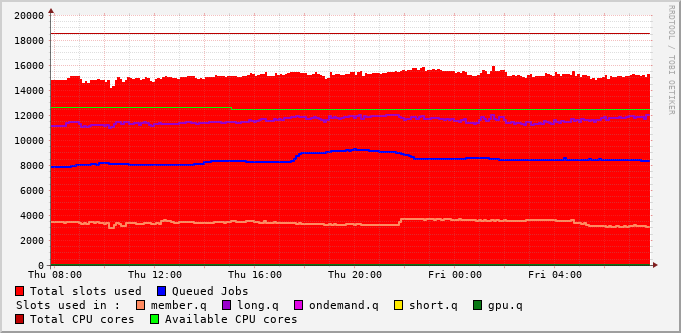 20000
18000
16000
14000
12000
10000
8000
6000
4000
2000
0
Thu 08:00 Thu 12:00 Thu 16:00 Thu 20:00 Fri 00:00 Fri 04:00
Total slots used Queued Jobs
Slots used in : member.q long.q ondemand.q short.q gpu.q
Total CPU cores Available CPU cores
RRDTOOL / TOBI OETIKER